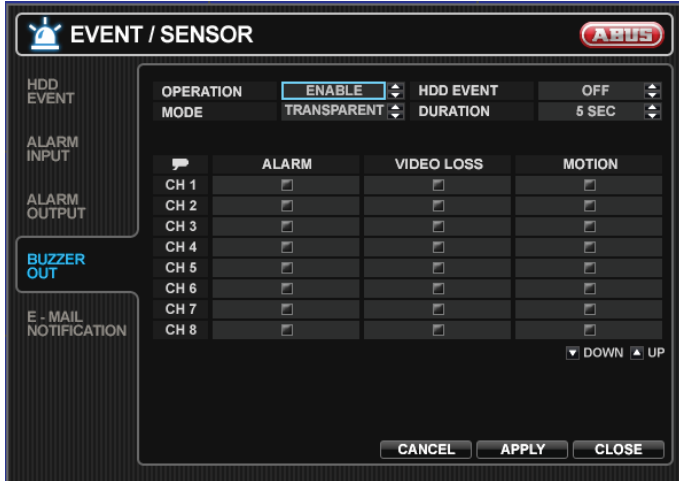 EVENT / SENSOR
ABUS
HDD
EVENT
ALARM
INPUT
ALARM
OUTPUT
BUZZER
OUT
E - MAIL
NOTIFICATION
OPERATION ENABLE HDD EVENT OFF
MODE TRANSPARENT DURATION 5 SEC
ALARM VIDEO LOSS MOTION
CH 1
CH 2
CH 3
CH 4
CH 5
CH 6
CH 7
CH 8
DOWN UP
CANCEL APPLY CLOSE